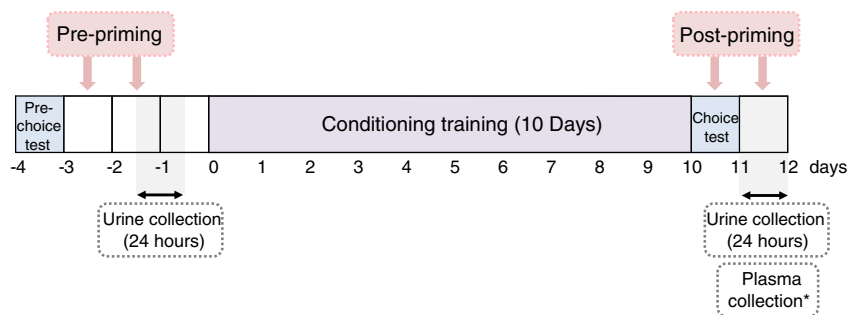 Pre-priming
Post-priming
Pre-
choice
test
Conditioning training (10 Days)
Choice
test
-4 -3 -2 -1 0 1 2 3 4 5 6 7 8 9 10 11 12 days
Urine collection
(24 hours)
Urine collection
(24 hours)
Plasma
collection*